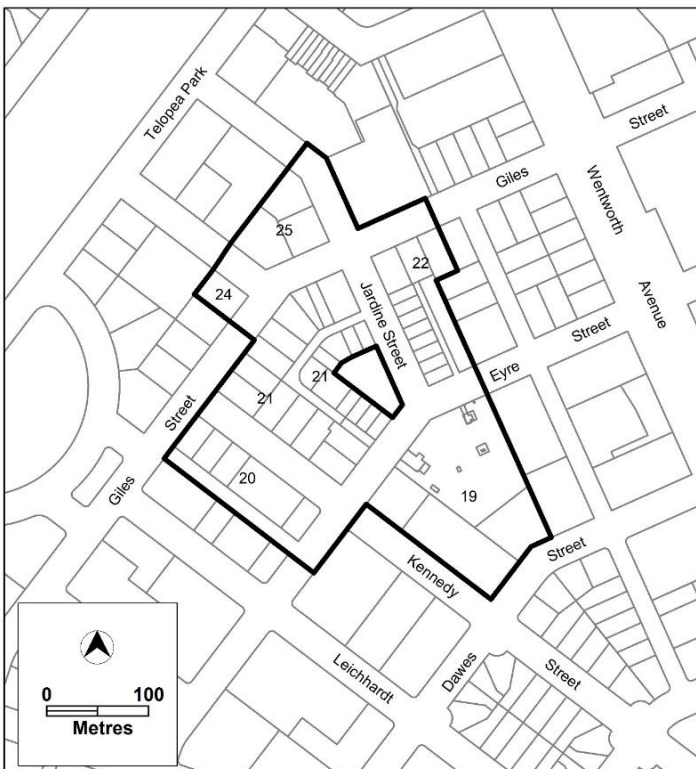 Telopea Park
Street
Giles
Wentworth
25
22
24
Jardine Street
Avenue
Street
Eyre
21
21
Street
20
19
Giles
Street
Kennedy
Street
Leichhardt
Dawes
0 100
Metres